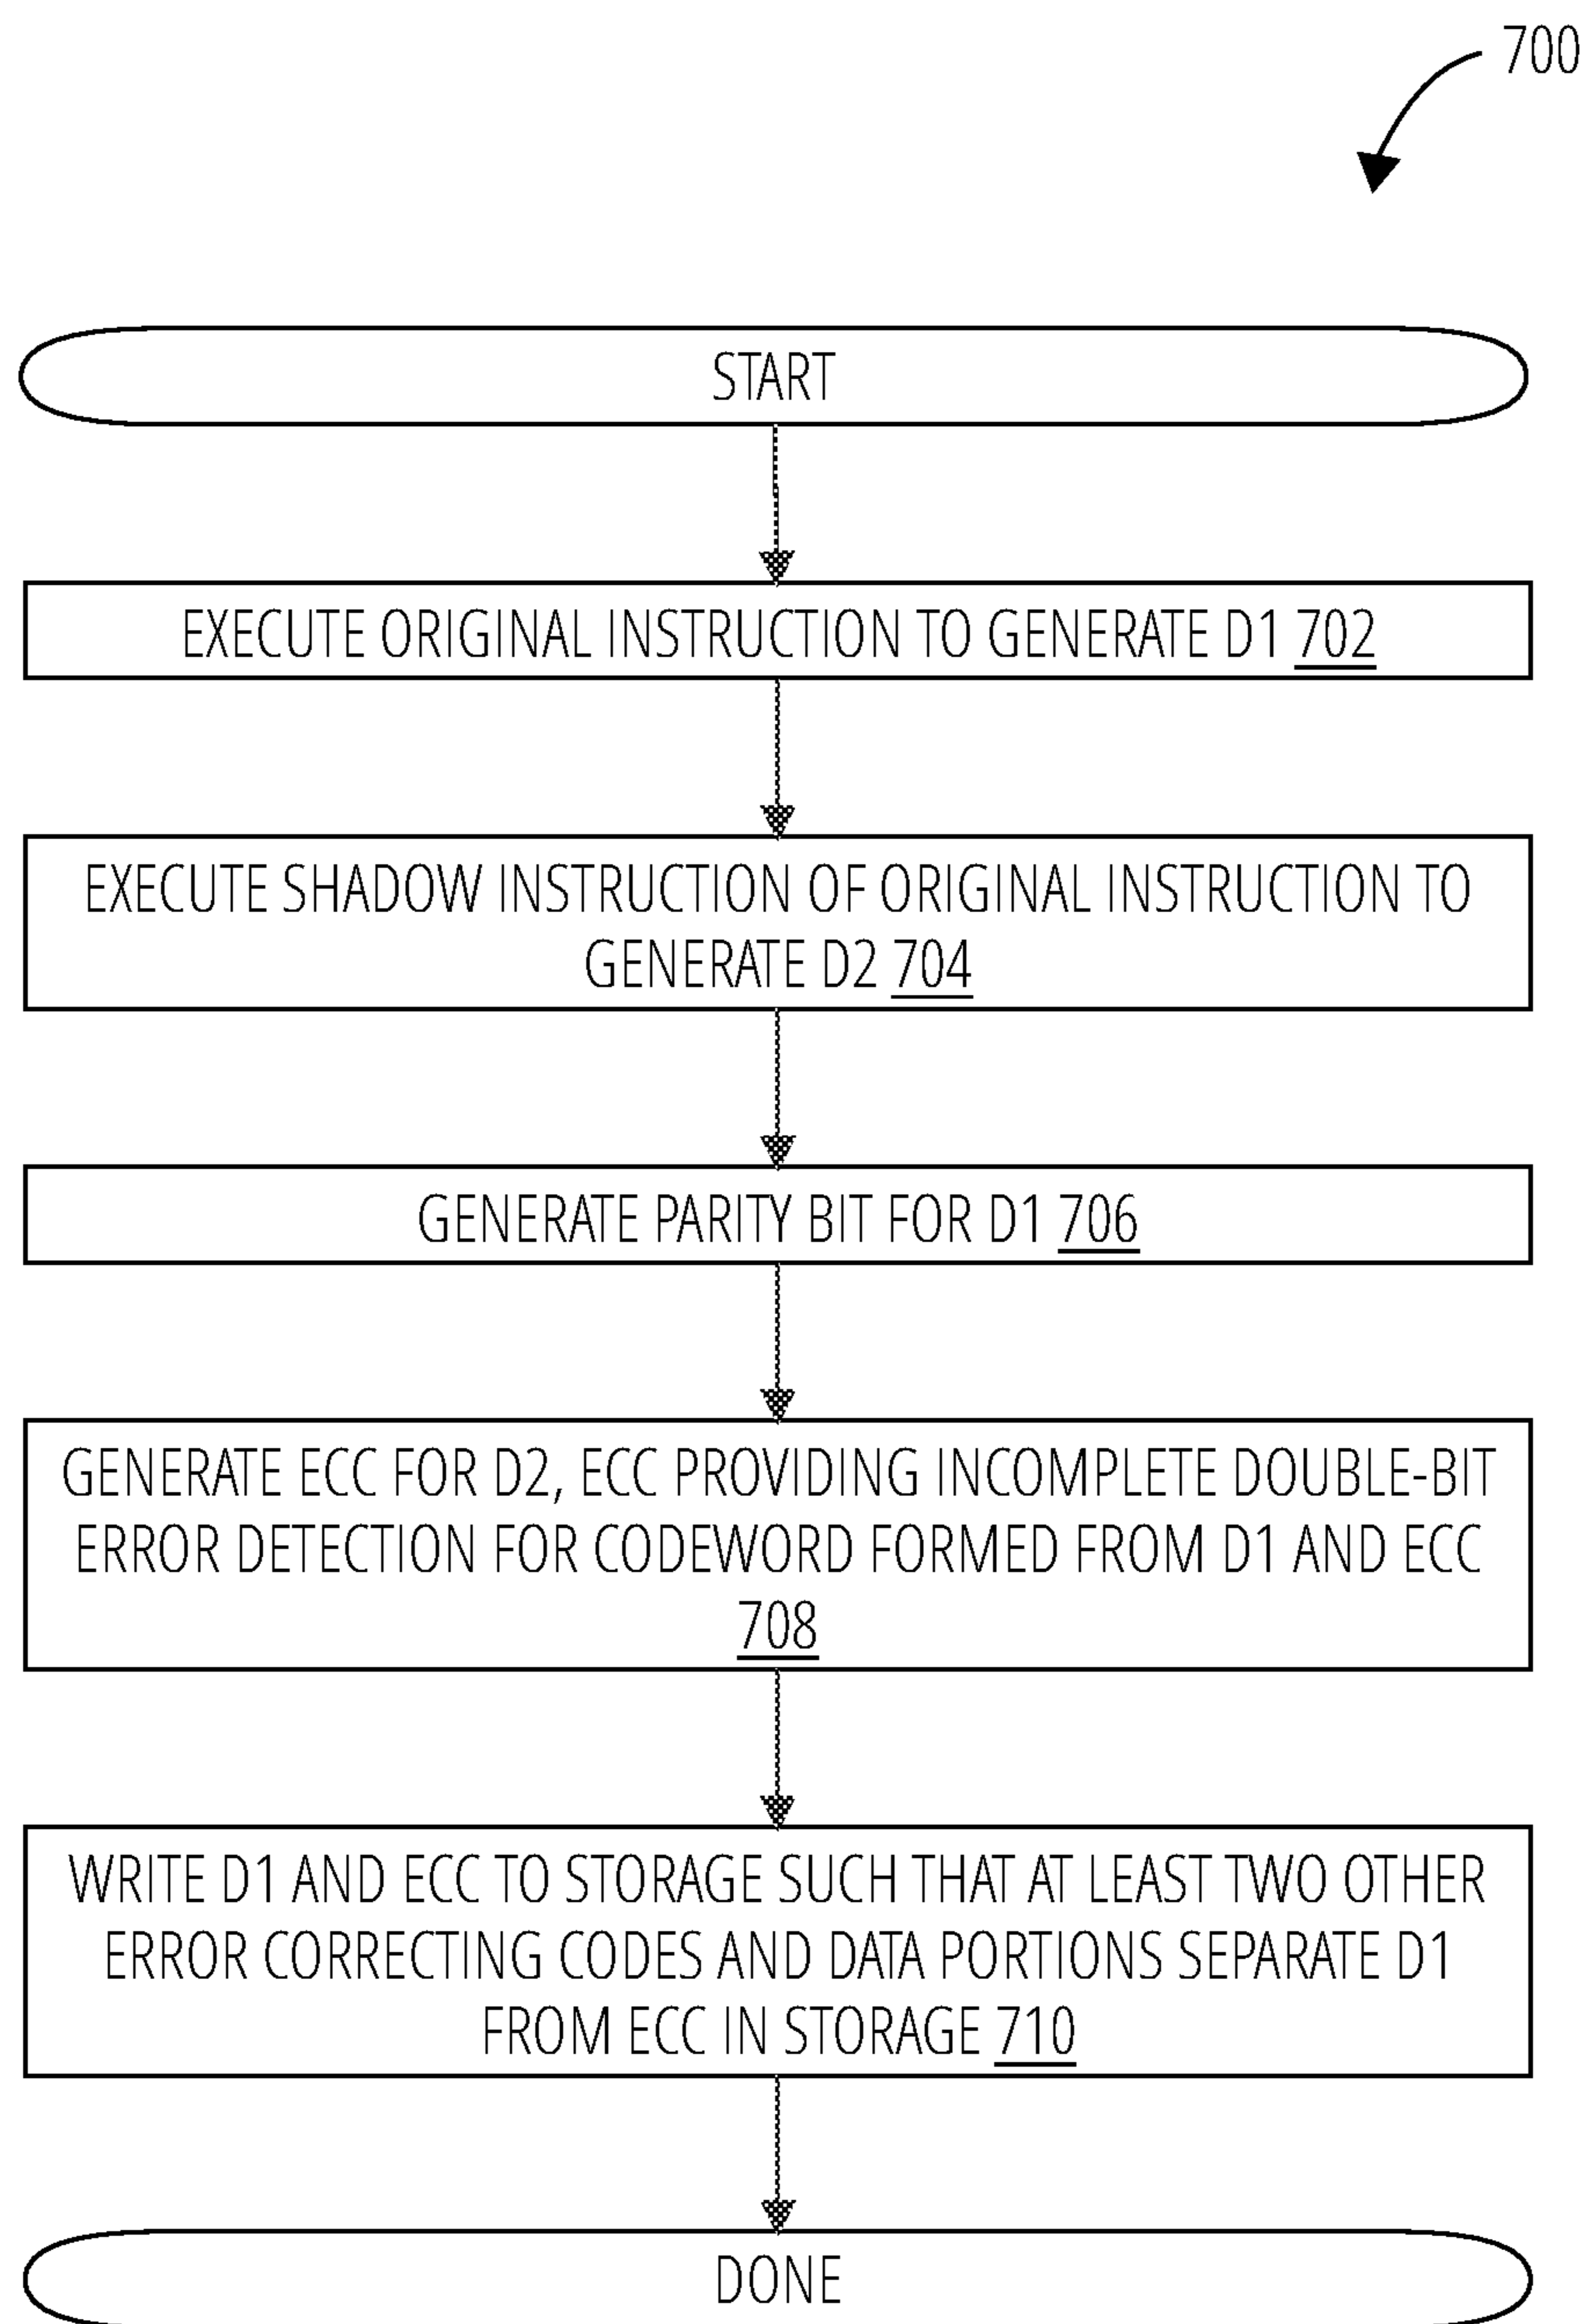 700
START
EXECUTE ORIGINAL INSTRUCTION TO GENERATE D1 702
EXECUTE SHADOW INSTRUCTION OF ORIGINAL INSTRUCTION TO
GENERATE D2 704
GENERATE PARITY BIT FOR D1 706
GENERATE ECC FOR D2, ECC PROVIDING INCOMPLETE DOUBLE-BIT
ERROR DETECTION FOR CODEWORD FORMED FROM D1 AND ECC
708
WRITE D1 AND ECC TO STORAGE SUCH THAT AT LEAST TWO OTHER
ERROR CORRECTING CODES AND DATA PORTIONS SEPARATE D1
FROM ECC IN STORAGE 710
DONE